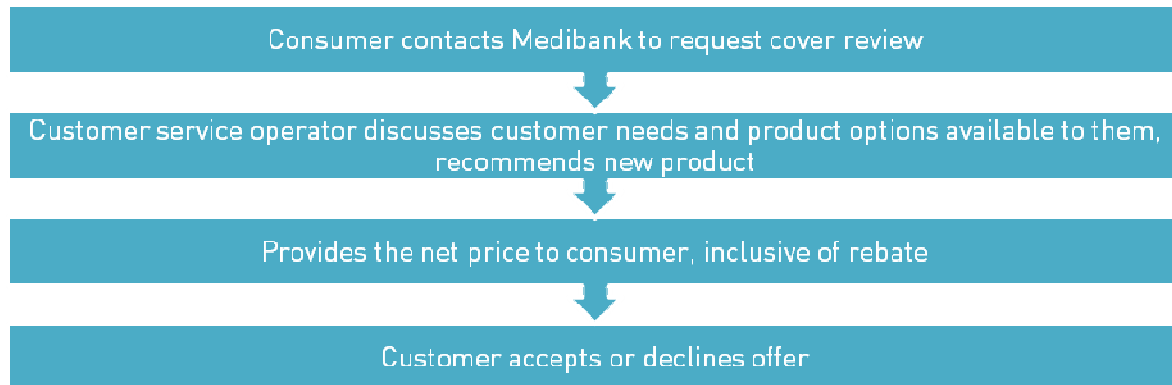 Consumer contacts Medibank to request cover review
Customer service operator discusses customer needs and product options available to them,
recommends new product
Provides the net price to consumer, inclusive of rebate
Customer accepts or declines offer